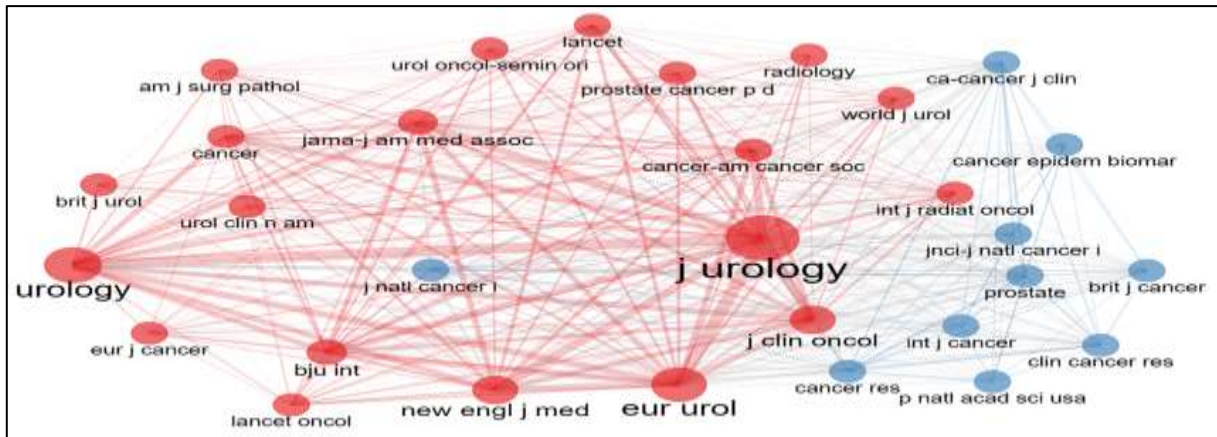 lancet
urol oncol-semin ori
radiology
ca-cancer j clin
am j surg pathol
prostate cancer p d
world j urol
cancer
jama-j am med assoc
cancer-am cancer soc
cancer epidem biomar
brit j urol
urol clin n am
int j radiat oncol
jnci-j natl cancer i
urology
j natl cancer i
j urology
prostate
brit j cancer
eur j cancer
bju int
j clin oncol
int j cancer
clin cancer res
lancet oncol
new engl j med
eur urol
cancer res
p natl acad sci usa